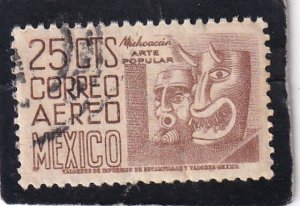 25 CTS
Michoacán
ARTE
POPULAR
CORREO
AEREO
MEXICO
TALLERES DE IMPRESION DE ESTAMPILLAS Y VALORES-MEXICO.